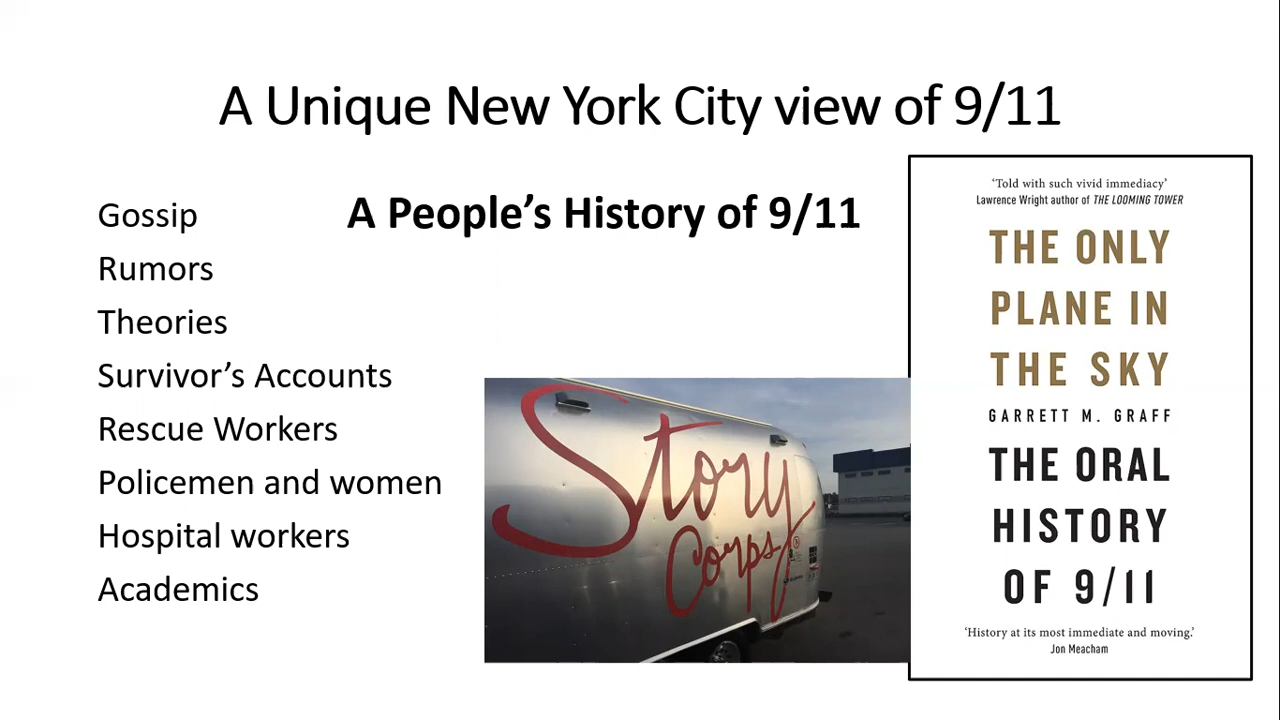 A Unique New York City view of 9/11
Gossip
Rumors
Theories
Survivor’s Accounts
Rescue Workers
Policemen and women
Hospital workers
Academics
A People’s History of 9/11
Story
Corps
‘Told with such vivid immediacy’
Lawrence Wright author of THE LOOMING TOWER
THE ONLY
PLANE IN
THE SKY
GARRETT M. GRAFF
THE ORAL
HISTORY
OF 9/11
‘History at its most immediate and moving.’
Jon Meacham